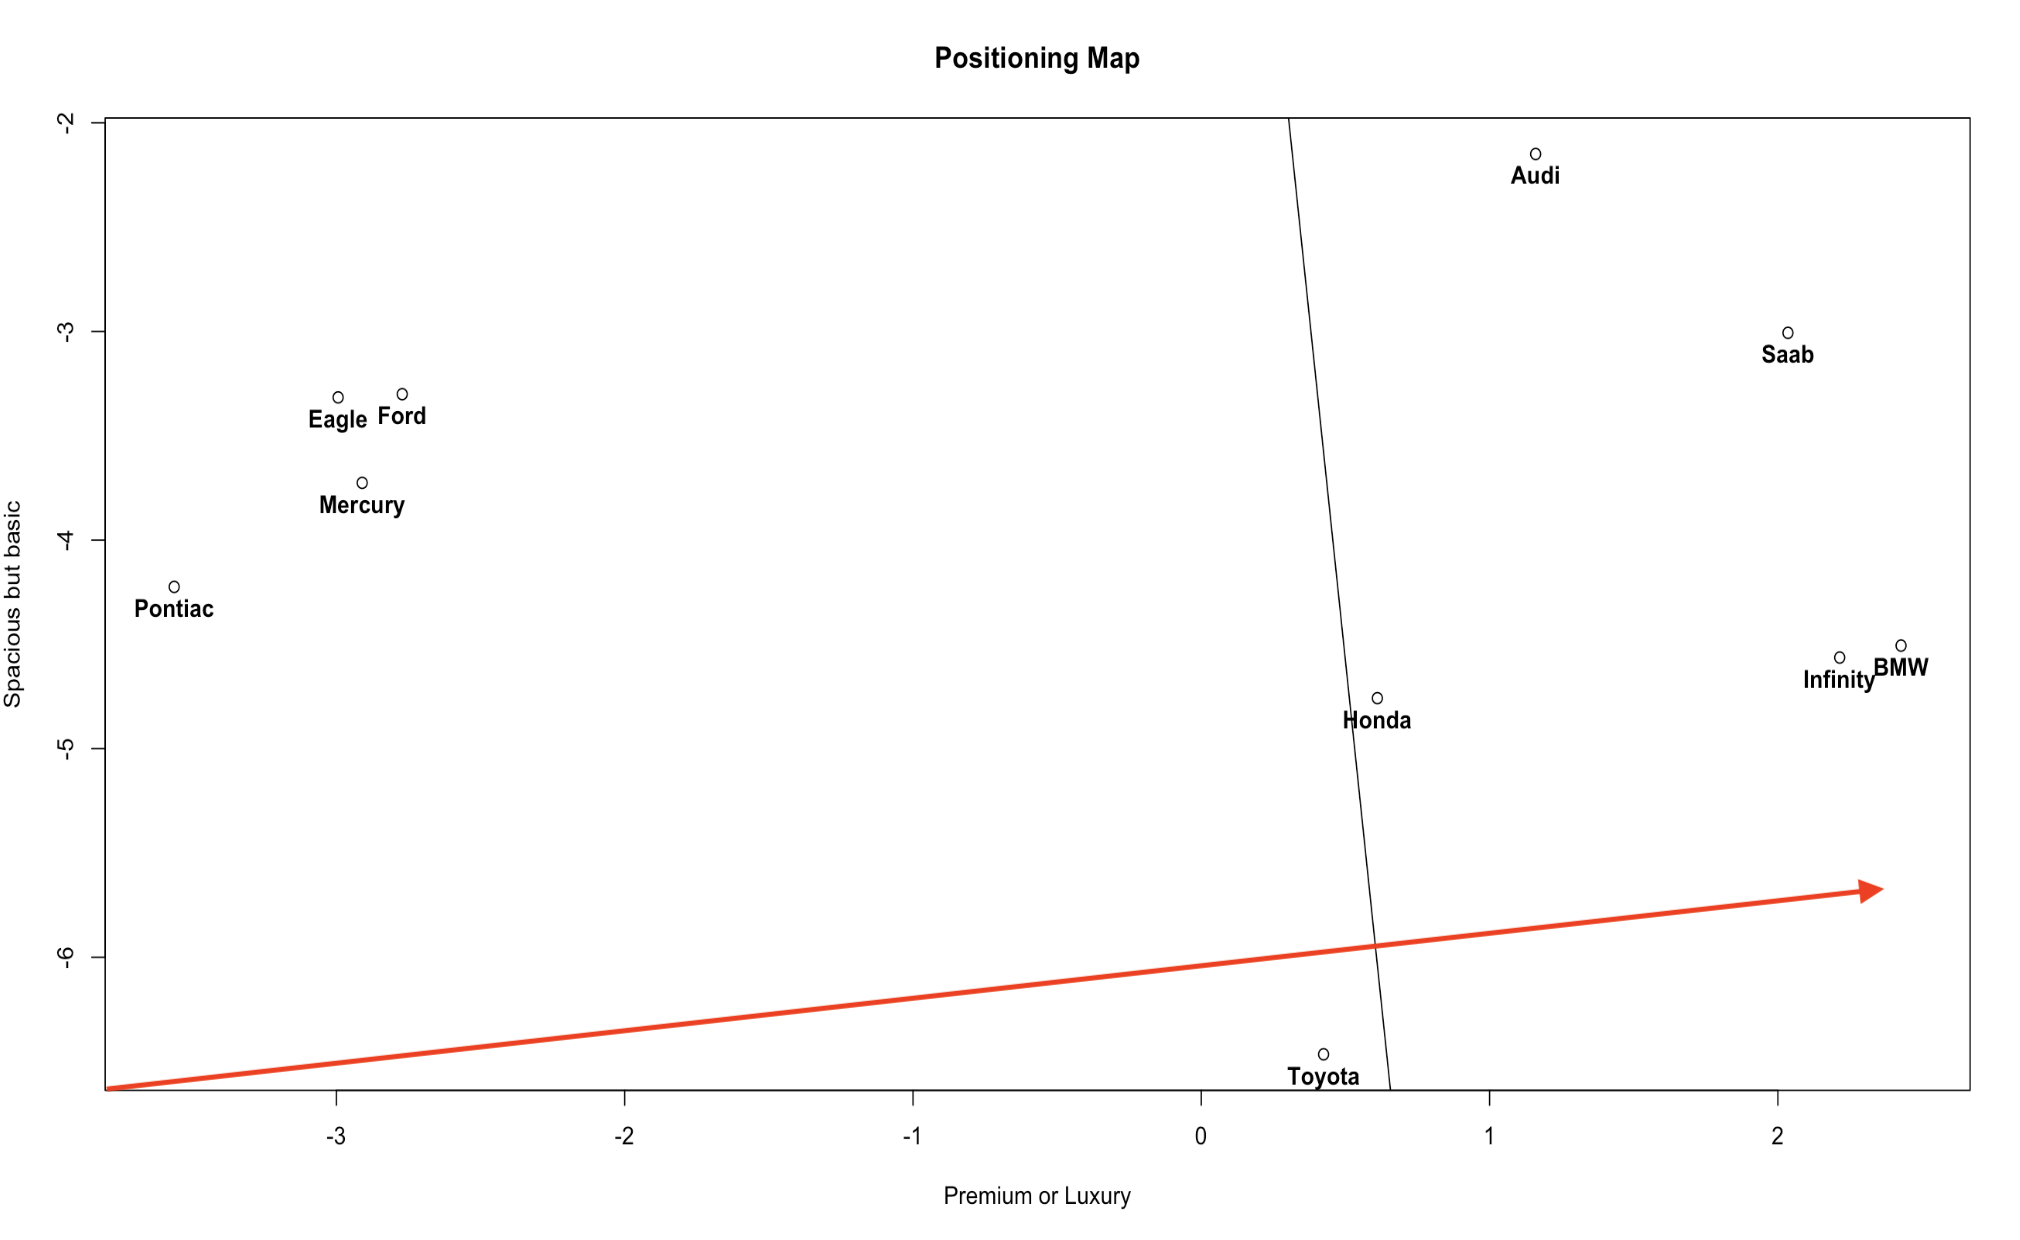 Positioning Map
-2
Audi
-3
Saab
Eagle Ford
Mercury
-4
Spacious but basic
Pontiac
Infinity BMW
Honda
-5
-6
Toyota
-3 -2 -1 0 1 2
Premium or Luxury